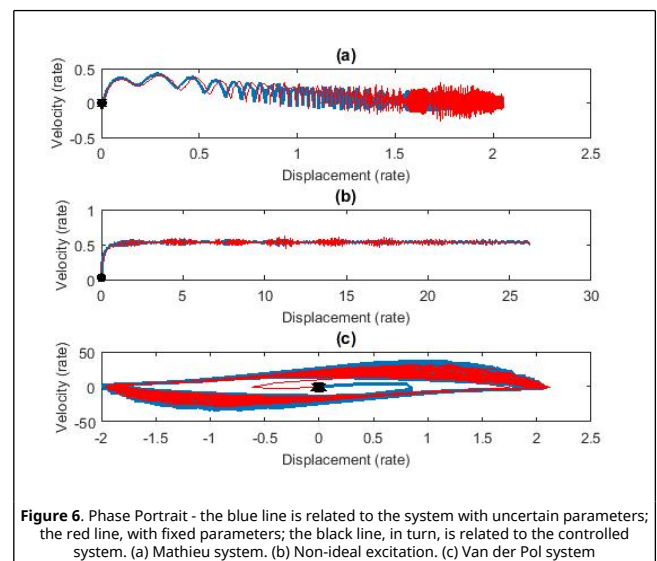 (a)
0.5
0
-0.5
Velocity (rate)
0 0.5 1 1.5 2 2.5
Displacement (rate)
(b)
1
0.5
0
Velocity (rate)
0 5 10 15 20 25 30
Displacement (rate)
(c)
50
0
-50
Velocity (rate)
-2 -1.5 -1 -0.5 0 0.5 1 1.5 2 2.5
Displacement (rate)
Figure 6. Phase Portrait - the blue line is related to the system with uncertain parameters;
the red line, with fixed parameters; the black line, in turn, is related to the controlled
system. (a) Mathieu system. (b) Non-ideal excitation. (c) Van der Pol system